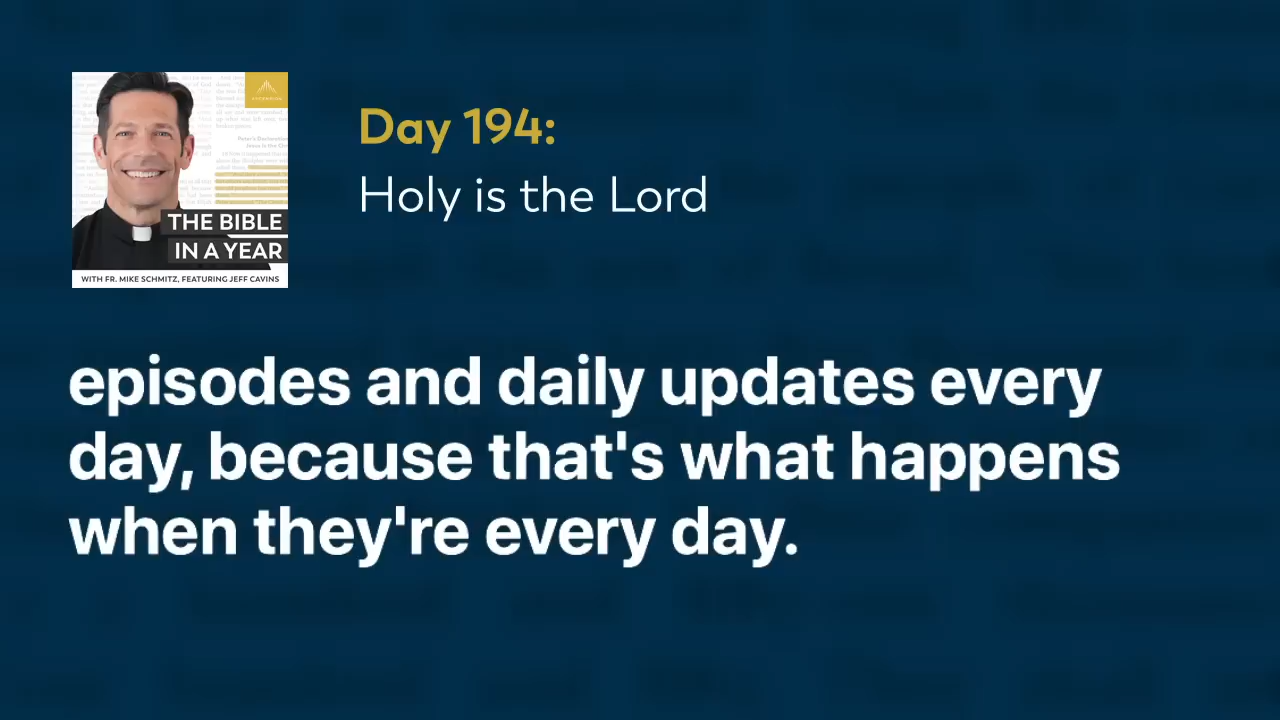 Day 194:
Holy is the Lord
THE BIBLE
IN A YEAR
WITH FR. MIKE SCHMITZ, FEATURING JEFF CAVINS
episodes and daily updates every
day, because that's what happens
when they're every day.